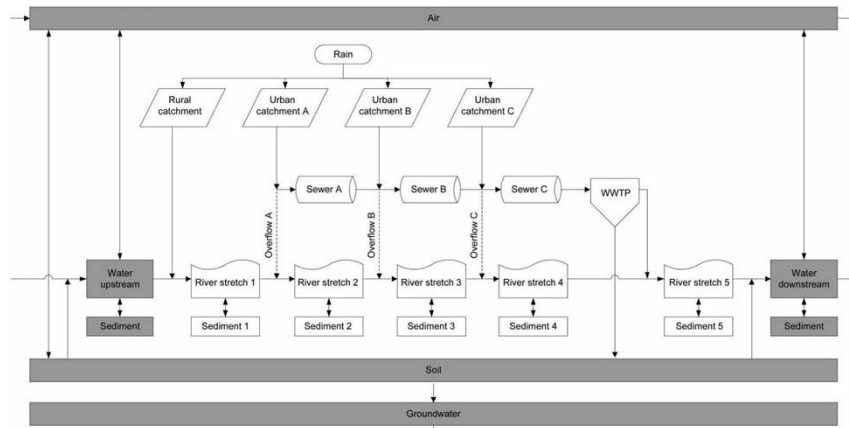 Air
Rain
Rural
catchment
Urban
catchment A
Urban
catchment B
Urban
catchment C
Sewer A
Sewer B
Sewer C
WWTP
Overflow A
Overflow B
Overflow C
Water
upstream
River stretch 1
River stretch 2
River stretch 3
River stretch 4
River stretch 5
Water
downstream
Sediment
Sediment 1
Sediment 2
Sediment 3
Sediment 4
Sediment 5
Sediment
Soil
Groundwater